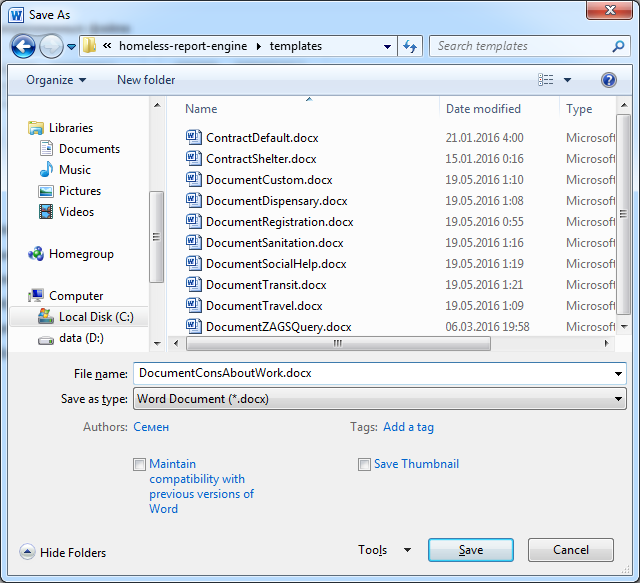 Save As
« homeless-report-engine templates
Search templates
Organize New folder
Name Date modified Type
ContractDefault.docx 21.01.2016 4:00 Microsoft
ContractShelter.docx 15.01.2016 0:16 Microsoft
DocumentCustom.docx 19.05.2016 1:10 Microsoft
DocumentDispensary.docx 19.05.2016 1:08 Microsoft
DocumentRegistration.docx 19.05.2016 0:55 Microsoft
DocumentSanitation.docx 19.05.2016 1:16 Microsoft
DocumentSocialHelp.docx 19.05.2016 1:19 Microsoft
DocumentTransit.docx 19.05.2016 1:21 Microsoft
DocumentTravel.docx 19.05.2016 1:09 Microsoft
DocumentZAGSQuery.docx 06.03.2016 19:58 Microsoft
Libraries
Documents
Music
Pictures
Videos
Homegroup
Computer
Local Disk (C:)
data (D:)
File name: DocumentConsAboutWork.docx
Save as type: Word Document (*.docx)
Authors: Семен Tags: Add a tag
Maintain
compatibility with
previous versions of
Word
Save Thumbnail
Hide Folders Tools Save Cancel